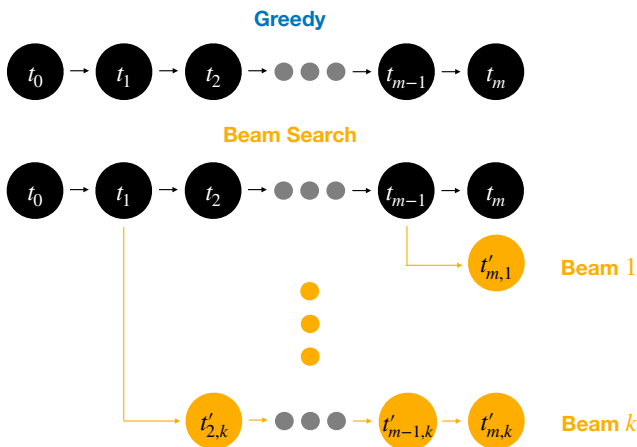 Greedy
t₀ t₁ t₂ tₘ₋₁ tₘ
Beam Search
t₀ t₁ t₂ tₘ₋₁ tₘ
t′ₘ,₁ Beam 1
t′₂,ₖ t′ₘ₋₁,ₖ t′ₘ,ₖ Beam k